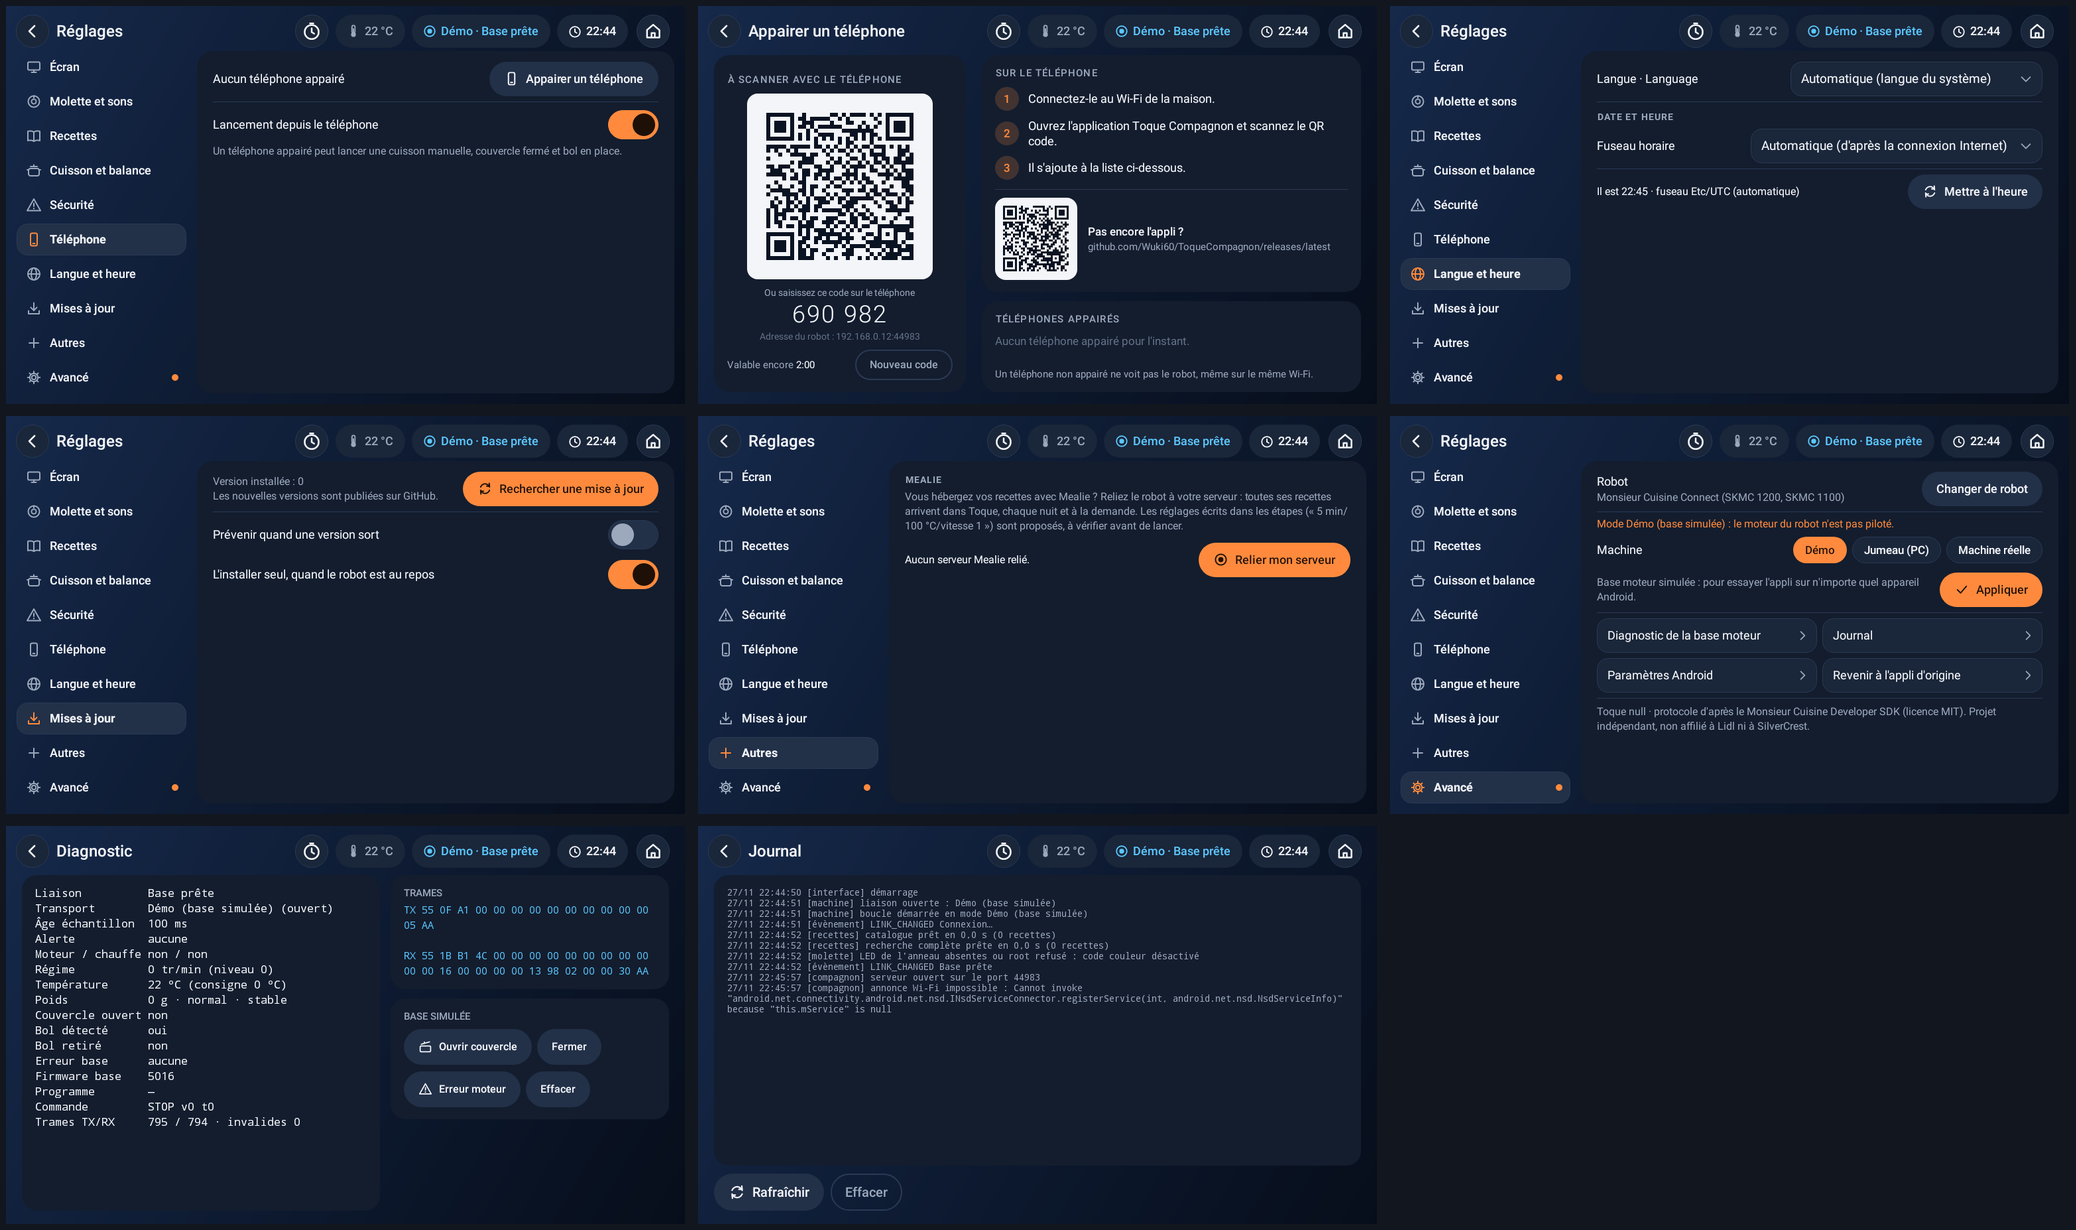 Réglages
22 °C
Démo · Base prête
22:44
Écran
Molette et sons
Recettes
Cuisson et balance
Sécurité
Téléphone
Langue et heure
Mises à jour
Autres
Avancé
Aucun téléphone appairé
Appairer un téléphone
Lancement depuis le téléphone
Un téléphone appairé peut lancer une cuisson manuelle, couvercle fermé et bol en place.
Appairer un téléphone
22 °C
Démo · Base prête
22:44
À SCANNER AVEC LE TÉLÉPHONE
Ou saisissez ce code sur le téléphone
690 982
Adresse du robot : 192.168.0.12:44983
Valable encore 2:00
Nouveau code
SUR LE TÉLÉPHONE
1 Connectez-le au Wi-Fi de la maison.
2 Ouvrez l'application Toque Compagnon et scannez le QR
code.
3 Il s'ajoute à la liste ci-dessous.
Pas encore l'appli ?
github.com/Wuki60/ToqueCompagnon/releases/latest
TÉLÉPHONES APPAIRÉS
Aucun téléphone appairé pour l'instant.
Un téléphone non appairé ne voit pas le robot, même sur le même Wi-Fi.
Réglages
22 °C
Démo · Base prête
22:44
Écran
Molette et sons
Recettes
Cuisson et balance
Sécurité
Téléphone
Langue et heure
Mises à jour
Autres
Avancé
Langue · Language
Automatique (langue du système)
DATE ET HEURE
Fuseau horaire
Automatique (d'après la connexion Internet)
Il est 22:45 · fuseau Etc/UTC (automatique)
Mettre à l'heure
Réglages
22 °C
Démo · Base prête
22:44
Écran
Molette et sons
Recettes
Cuisson et balance
Sécurité
Téléphone
Langue et heure
Mises à jour
Autres
Avancé
Version installée : 0
Les nouvelles versions sont publiées sur GitHub.
Rechercher une mise à jour
Prévenir quand une version sort
L'installer seul, quand le robot est au repos
Réglages
22 °C
Démo · Base prête
22:44
Écran
Molette et sons
Recettes
Cuisson et balance
Sécurité
Téléphone
Langue et heure
Mises à jour
Autres
Avancé
MEALIE
Vous hébergez vos recettes avec Mealie ? Reliez le robot à votre serveur : toutes ses recettes
arrivent dans Toque, chaque nuit et à la demande. Les réglages écrits dans les étapes (« 5 min/
100 °C/vitesse 1 ») sont proposés, à vérifier avant de lancer.
Aucun serveur Mealie relié.
Relier mon serveur
Réglages
22 °C
Démo · Base prête
22:44
Écran
Molette et sons
Recettes
Cuisson et balance
Sécurité
Téléphone
Langue et heure
Mises à jour
Autres
Avancé
Robot
Monsieur Cuisine Connect (SKMC 1200, SKMC 1100)
Changer de robot
Mode Démo (base simulée) : le moteur du robot n'est pas piloté.
Machine
Démo
Jumeau (PC)
Machine réelle
Base moteur simulée : pour essayer l'appli sur n'importe quel appareil
Android.
Appliquer
Diagnostic de la base moteur
Journal
Paramètres Android
Revenir à l'appli d'origine
Toque null · protocole d'après le Monsieur Cuisine Developer SDK (licence MIT). Projet
indépendant, non affilié à Lidl ni à SilverCrest.
Diagnostic
22 °C
Démo · Base prête
22:44
Liaison Base prête
Transport Démo (base simulée) (ouvert)
Âge échantillon 100 ms
Alerte aucune
Moteur / chauffe non / non
Régime 0 tr/min (niveau 0)
Température 22 °C (consigne 0 °C)
Poids 0 g · normal · stable
Couvercle ouvert non
Bol détecté oui
Bol retiré non
Erreur base aucune
Firmware base 5016
Programme —
Commande STOP v0 t0
Trames TX/RX 795 / 794 · invalides 0
TRAMES
TX 55 0F A1 00 00 00 00 00 00 00 00 00 00
05 AA
RX 55 1B B1 4C 00 00 00 00 00 00 00 00 00
00 00 16 00 00 00 00 13 98 02 00 00 30 AA
BASE SIMULÉE
Ouvrir couvercle
Fermer
Erreur moteur
Effacer
Journal
22 °C
Démo · Base prête
22:44
27/11 22:44:50 [interface] démarrage
27/11 22:44:51 [machine] liaison ouverte : Démo (base simulée)
27/11 22:44:51 [machine] boucle démarrée en mode Démo (base simulée)
27/11 22:44:51 [évènement] LINK_CHANGED Connexion…
27/11 22:44:52 [recettes] catalogue prêt en 0.0 s (0 recettes)
27/11 22:44:52 [recettes] recherche complète prête en 0.0 s (0 recettes)
27/11 22:44:52 [molette] LED de l'anneau absentes ou root refusé : code couleur désactivé
27/11 22:44:52 [évènement] LINK_CHANGED Base prête
27/11 22:45:57 [compagnon] serveur ouvert sur le port 44983
27/11 22:45:57 [compagnon] annonce Wi-Fi impossible : Cannot invoke
"android.net.connectivity.android.net.nsd.INsdServiceConnector.registerService(int, android.net.nsd.NsdServiceInfo)"
because "this.mService" is null
Rafraîchir
Effacer